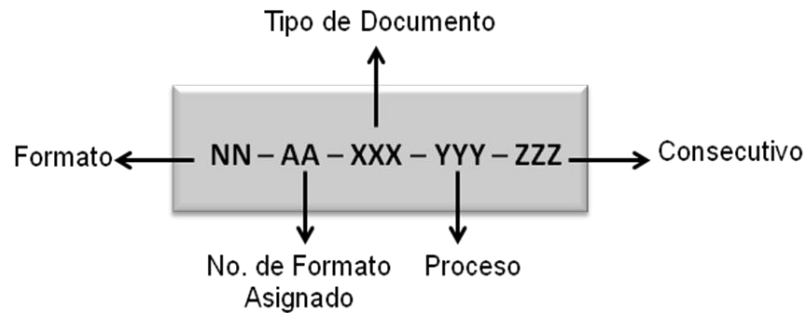 Tipo de Documento
Formato
NN – AA – XXX – YYY – ZZZ
Consecutivo
No. de Formato
Asignado
Proceso